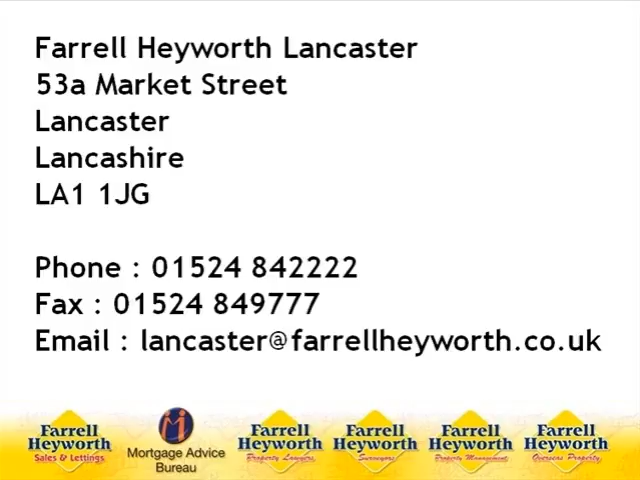 Farrell Heyworth Lancaster
53a Market Street
Lancaster
Lancashire
LA1 1JG
Phone : 01524 842222
Fax : 01524 849777
Email : lancaster@farrellheyworth.co.uk
Farrell
Heyworth
Sales & Lettings
Mortgage Advice
Bureau
Farrell
Heyworth
Property Lawyers
Farrell
Heyworth
Surveyors
Farrell
Heyworth
Property Management
Farrell
Heyworth
Overseas Property